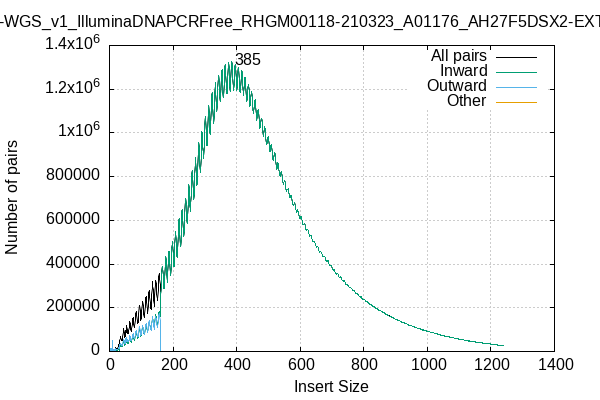 -WGS_v1_IlluminaDNAPCRFree_RHGM00118-210323_A01176_AH27F5DSX2-EXT
1.4x10^6
1.2x10^6
1x10^6
800000
600000
400000
200000
0
Number of pairs
385
All pairs
Inward
Outward
Other
0 200 400 600 800 1000 1200 1400
Insert Size